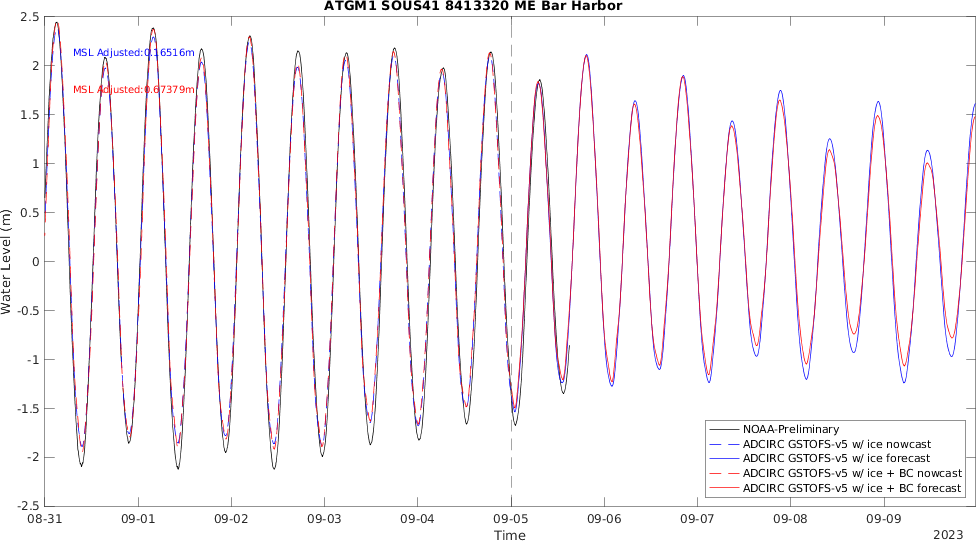 ATGM1 SOUS41 8413320 ME Bar Harbor
2.5
2
1.5
1
0.5
0
-0.5
-1
-1.5
-2
-2.5
Water Level (m)
MSL Adjusted:0.16516m
MSL Adjusted:0.67379m
NOAA-Preliminary
ADCIRC GSTOFS-v5 w/ ice nowcast
ADCIRC GSTOFS-v5 w/ ice forecast
ADCIRC GSTOFS-v5 w/ ice + BC nowcast
ADCIRC GSTOFS-v5 w/ ice + BC forecast
08-31 09-01 09-02 09-03 09-04 09-05 09-06 09-07 09-08 09-09
Time
2023